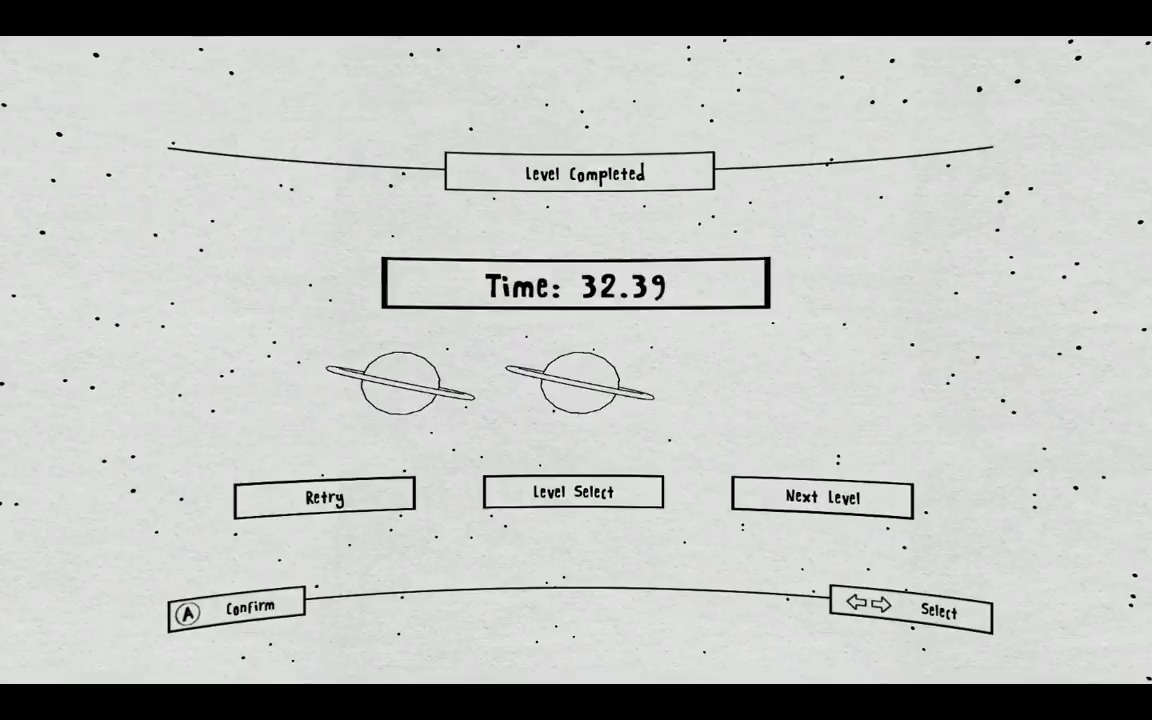 Level Completed
Time: 32.39
Retry
Level Select
Next Level
A Confirm
Select